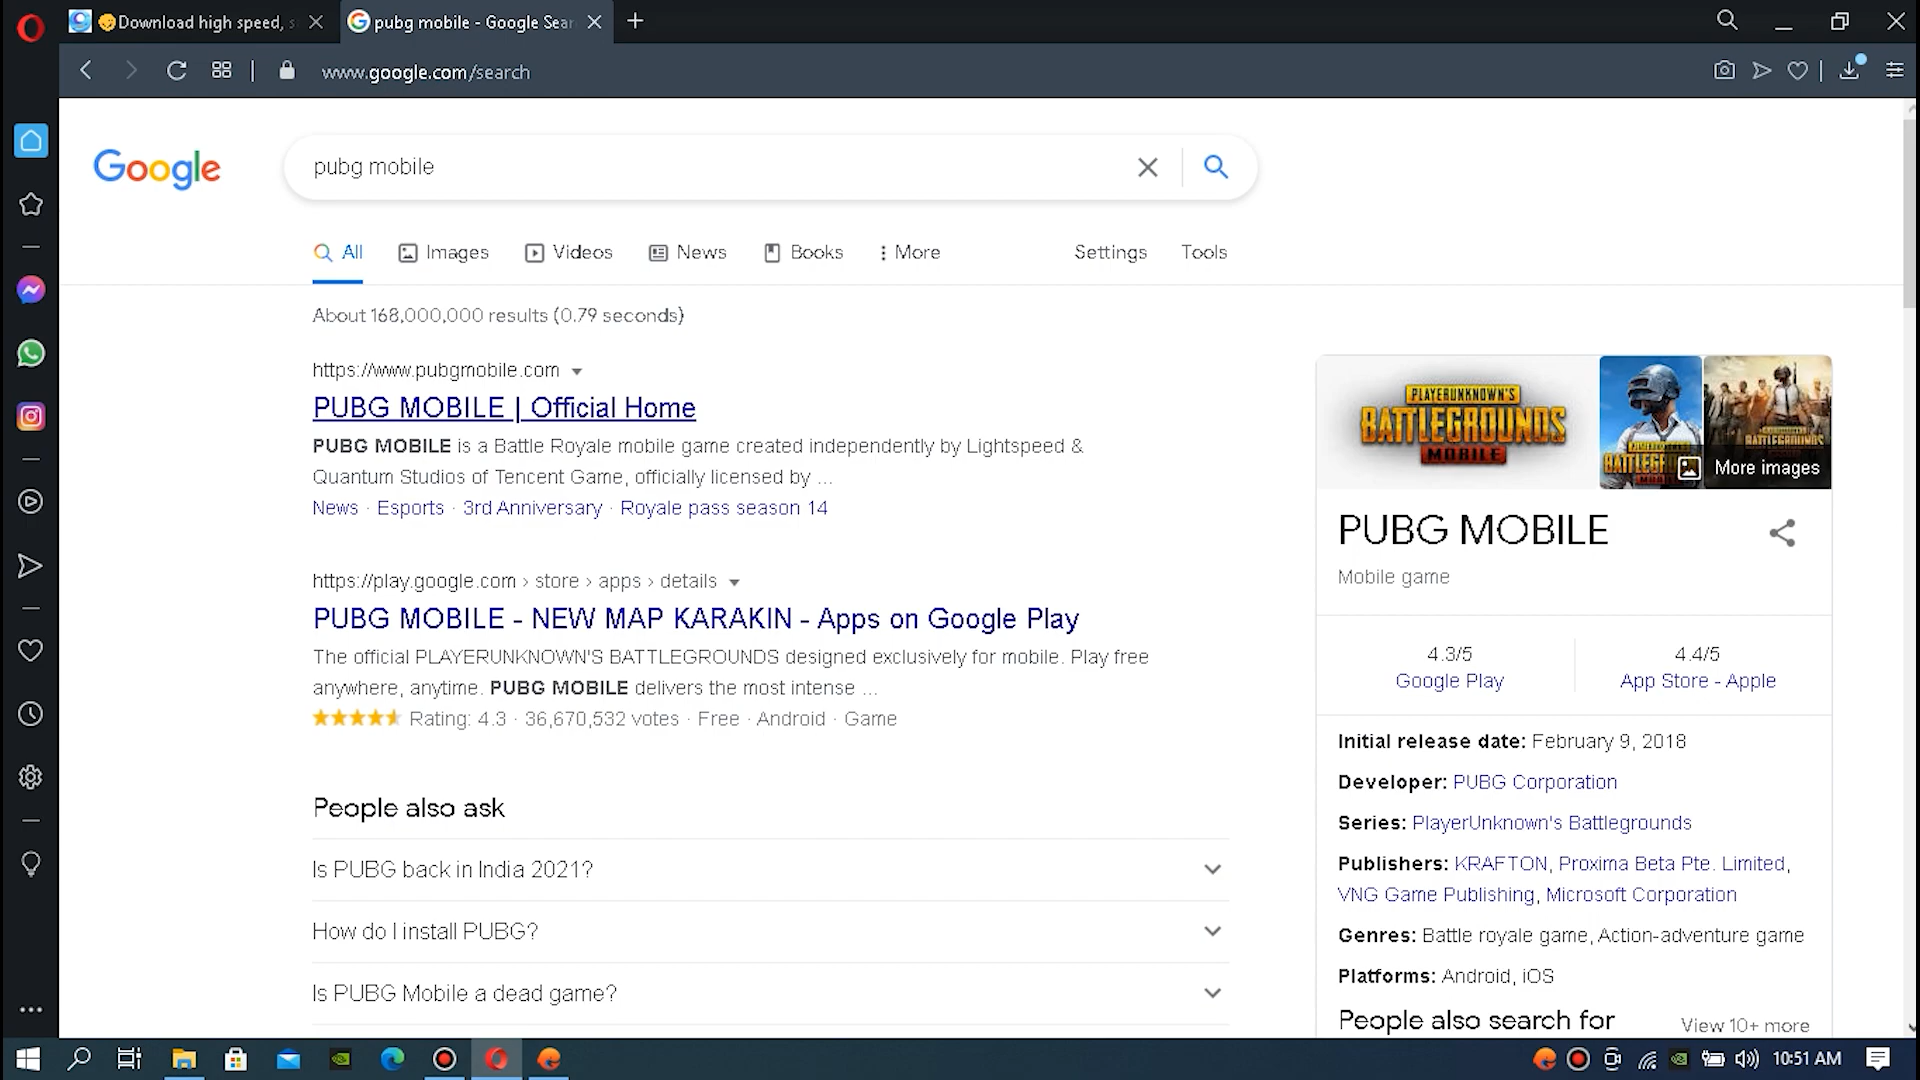 Download high speed, s
pubg mobile - Google Sear
www.google.com/search
Google
pubg mobile
All
Images
Videos
News
Books
More
Settings
Tools
About 168,000,000 results (0.79 seconds)
https://www.pubgmobile.com
PUBG MOBILE | Official Home
PUBG MOBILE is a Battle Royale mobile game created independently by Lightspeed &
Quantum Studios of Tencent Game, officially licensed by ...
News · Esports · 3rd Anniversary · Royale pass season 14
https://play.google.com › store › apps › details
PUBG MOBILE - NEW MAP KARAKIN - Apps on Google Play
The official PLAYERUNKNOWN'S BATTLEGROUNDS designed exclusively for mobile. Play free
anywhere, anytime. PUBG MOBILE delivers the most intense ...
Rating: 4.3 · 36,670,532 votes · Free · Android · Game
People also ask
Is PUBG back in India 2021?
How do I install PUBG?
Is PUBG Mobile a dead game?
PLAYERUNKNOWN'S
BATTLEGROUNDS
MOBILE
More images
PUBG MOBILE
Mobile game
4.3/5
Google Play
4.4/5
App Store - Apple
Initial release date: February 9, 2018
Developer: PUBG Corporation
Series: PlayerUnknown's Battlegrounds
Publishers: KRAFTON, Proxima Beta Pte. Limited,
VNG Game Publishing, Microsoft Corporation
Genres: Battle royale game, Action-adventure game
Platforms: Android, iOS
People also search for
View 10+ more
10:51 AM